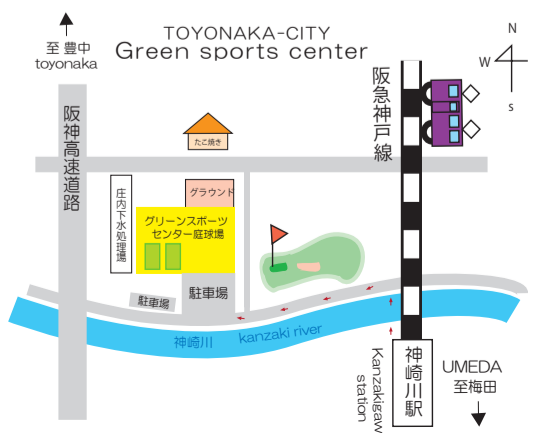 TOYONAKA-CITY
Green sports center
至 豊中
toyonaka
N
W
s
阪神高速道路
阪急神戸線
たこ焼き
グラウンド
庄内下水処理場
グリーンスポーツ
センター庭球場
駐車場
駐車場
神崎川
kanzaki river
Kanzakigaw
station
神崎川駅
UMEDA
至梅田